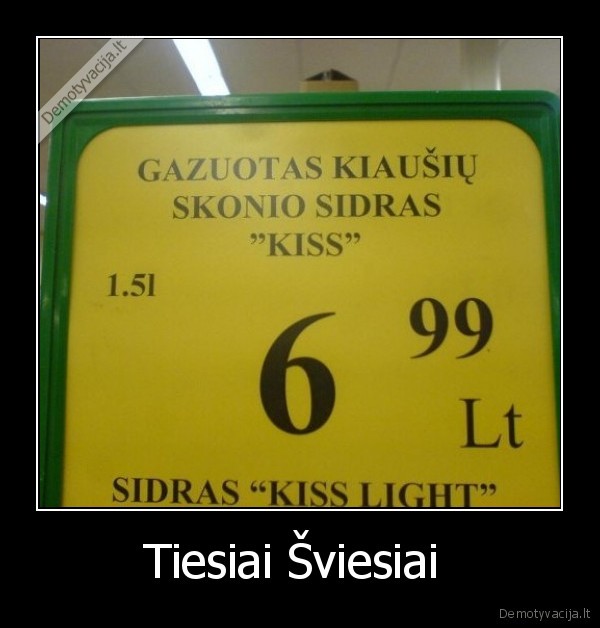 Demotyvacija.lt
GAZUOTAS KIAUŠIŲ
SKONIO SIDRAS
”KISS”
1.5l
6 99
Lt
SIDRAS “KISS LIGHT”
Tiesiai Šviesiai
Demotyvacija.lt